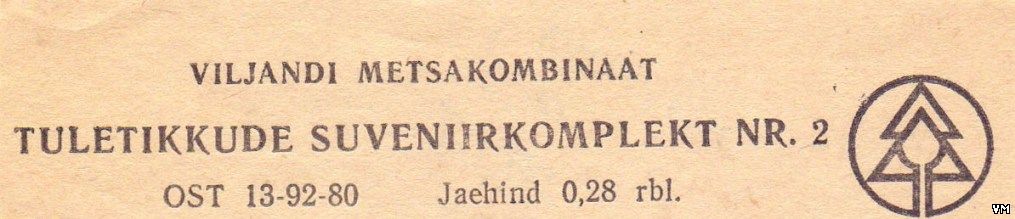 VILJANDI METSAKOMBINAAT
TULETIKKUDE SUVENIIRKOMPLEKT NR. 2
OST 13-92-80 Jaehind 0,28 rbl.
VM